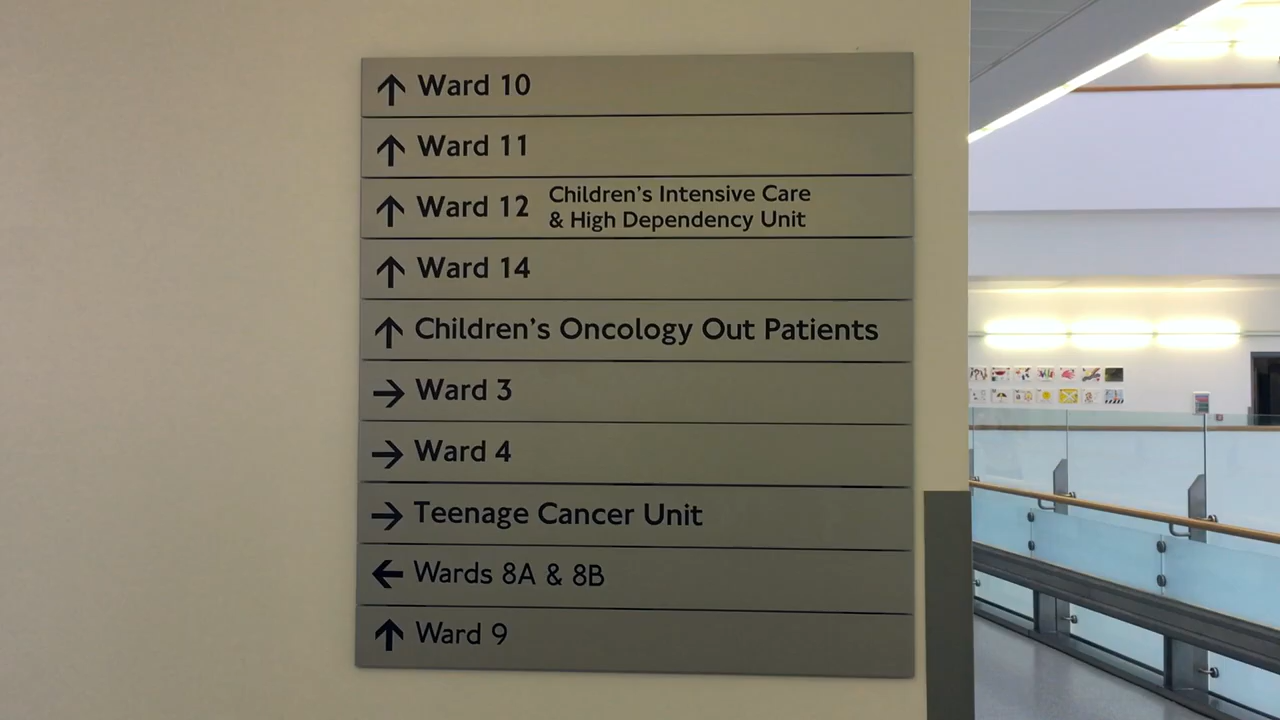 ↑ Ward 10
↑ Ward 11
↑ Ward 12 Children's Intensive Care
& High Dependency Unit
↑ Ward 14
↑ Children's Oncology Out Patients
→ Ward 3
→ Ward 4
→ Teenage Cancer Unit
← Wards 8A & 8B
↑ Ward 9